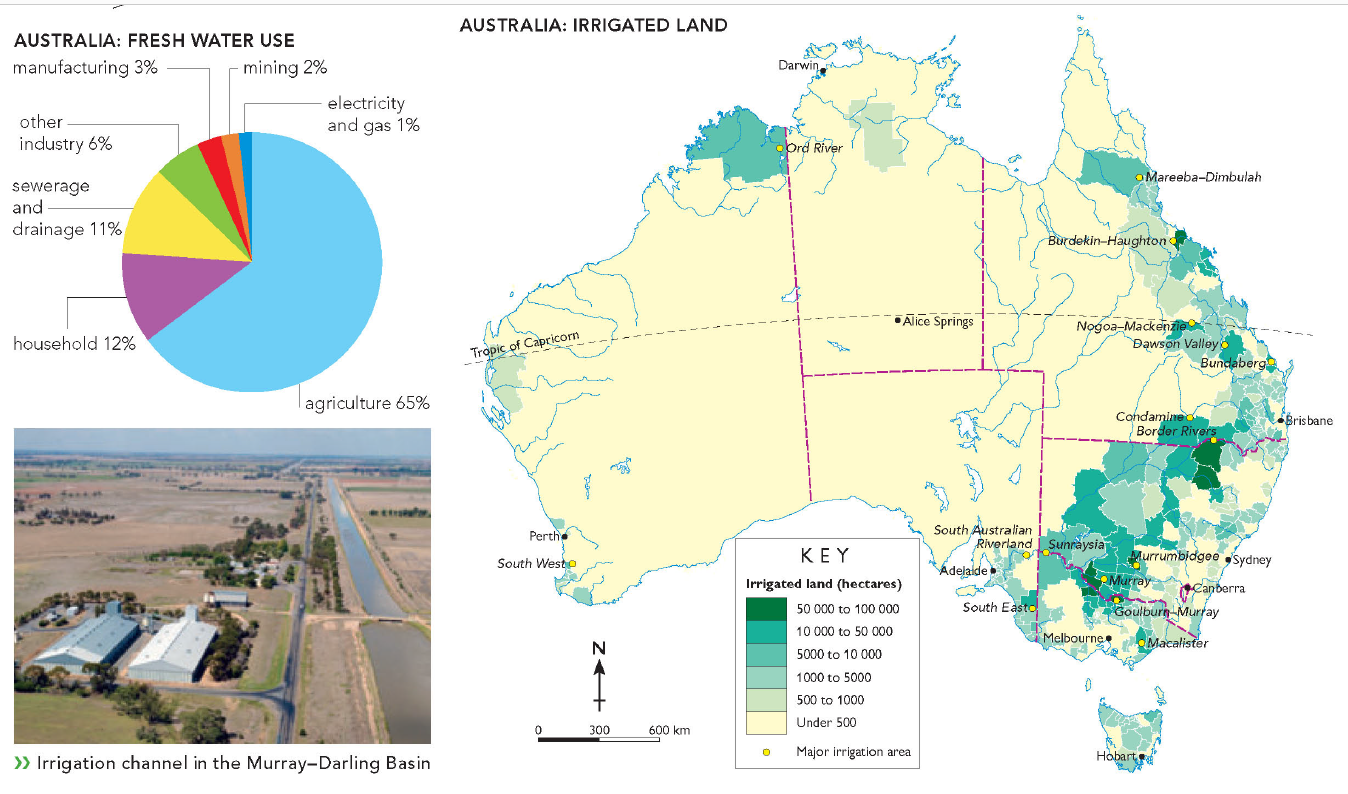 AUSTRALIA: FRESH WATER USE
manufacturing 3%
mining 2%
electricity
and gas 1%
other
industry 6%
sewerage
and
drainage 11%
household 12%
agriculture 65%
Irrigation channel in the Murray–Darling Basin
AUSTRALIA: IRRIGATED LAND
Darwin
Ord River
Mareeba–Dimbulah
Burdekin–Haughton
Alice Springs
Tropic of Capricorn
Nogoa–Mackenzie
Dawson Valley
Bundaberg
Condamine
Border Rivers
Brisbane
Perth
South West
South Australian
Riverland
Sunraysia
Adelaide
Murrumbidgee
Sydney
Murray
Canberra
South East
Goulburn–Murray
Melbourne
Macalister
Hobart
N
0 300 600 km
KEY
Irrigated land (hectares)
50 000 to 100 000
10 000 to 50 000
5000 to 10 000
1000 to 5000
500 to 1000
Under 500
Major irrigation area